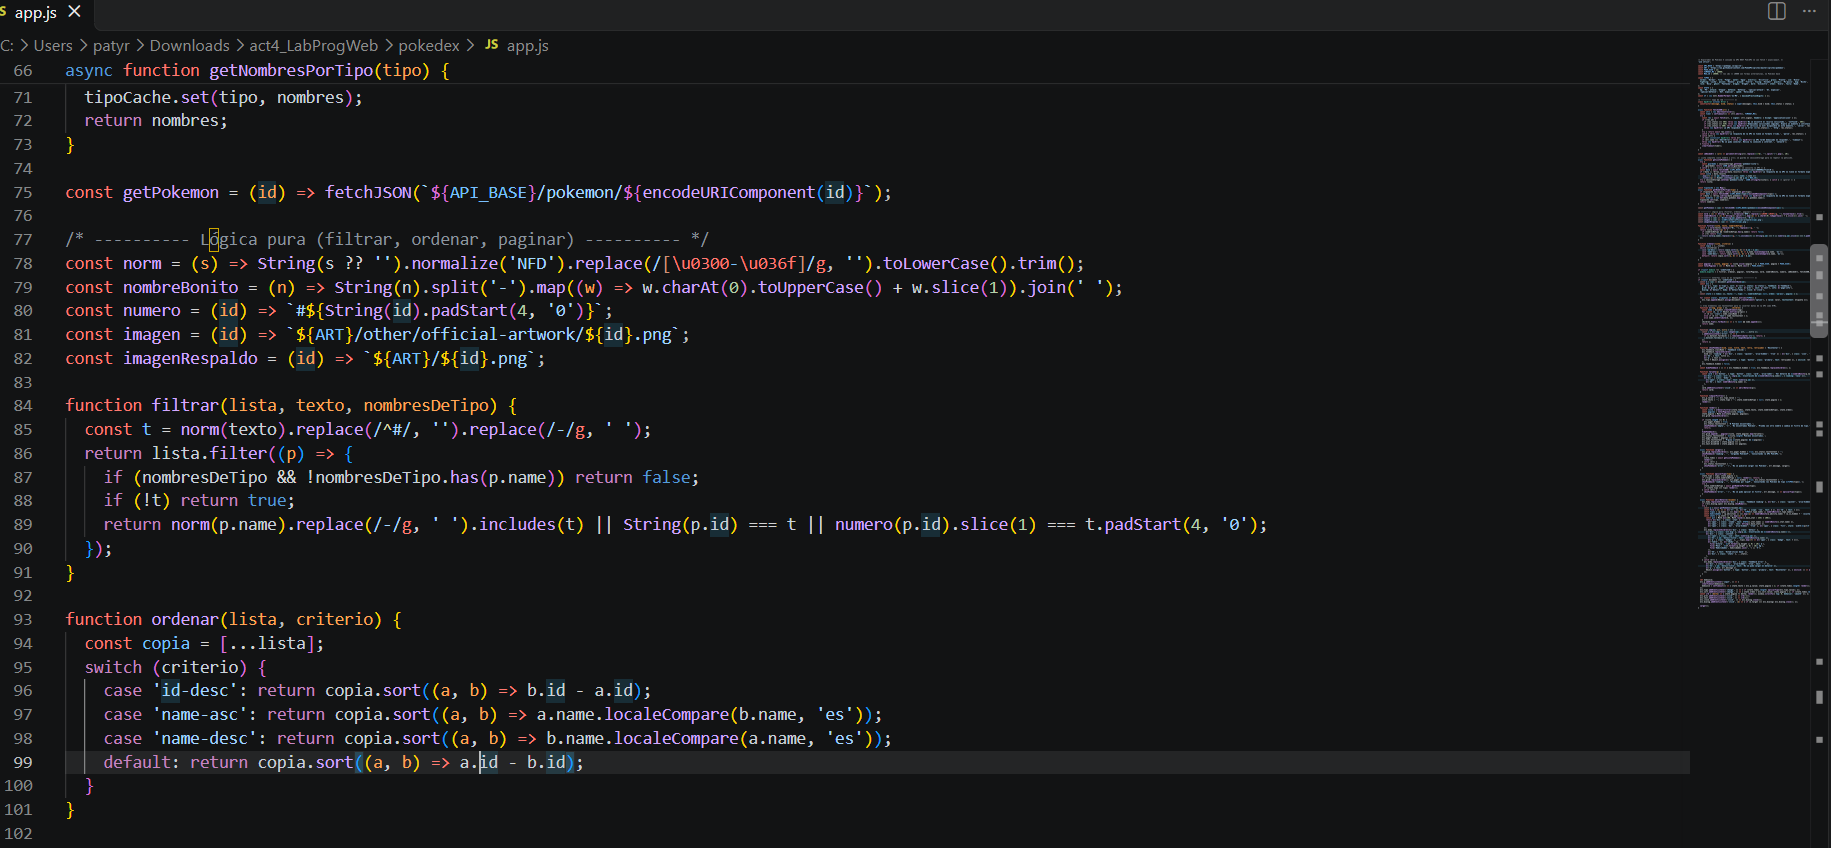 JS app.js ×
C: > Users > patyr > Downloads > act4_LabProgWeb > pokedex > JS app.js
66 async function getNombresPorTipo(tipo) {
71 tipoCache.set(tipo, nombres);
72 return nombres;
73 }
74
75 const getPokemon = (id) => fetchJSON(`${API_BASE}/pokemon/${encodeURIComponent(id)}`);
76
77 /* ---------- Lógica pura (filtrar, ordenar, paginar) ---------- */
78 const norm = (s) => String(s ?? '').normalize('NFD').replace(/[\u0300-\u036f]/g, '').toLowerCase().trim();
79 const nombreBonito = (n) => String(n).split('-').map((w) => w.charAt(0).toUpperCase() + w.slice(1)).join(' ');
80 const numero = (id) => `#${String(id).padStart(4, '0')}`;
81 const imagen = (id) => `${ART}/other/official-artwork/${id}.png`;
82 const imagenRespaldo = (id) => `${ART}/${id}.png`;
83
84 function filtrar(lista, texto, nombresDeTipo) {
85 const t = norm(texto).replace(/^#/, '').replace(/-/g, ' ');
86 return lista.filter((p) => {
87 if (nombresDeTipo && !nombresDeTipo.has(p.name)) return false;
88 if (!t) return true;
89 return norm(p.name).replace(/-/g, ' ').includes(t) || String(p.id) === t || numero(p.id).slice(1) === t.padStart(4, '0');
90 });
91 }
92
93 function ordenar(lista, criterio) {
94 const copia = [...lista];
95 switch (criterio) {
96 case 'id-desc': return copia.sort((a, b) => b.id - a.id);
97 case 'name-asc': return copia.sort((a, b) => a.name.localeCompare(b.name, 'es'));
98 case 'name-desc': return copia.sort((a, b) => b.name.localeCompare(a.name, 'es'));
99 default: return copia.sort((a, b) => a.id - b.id);
100 }
101 }
102